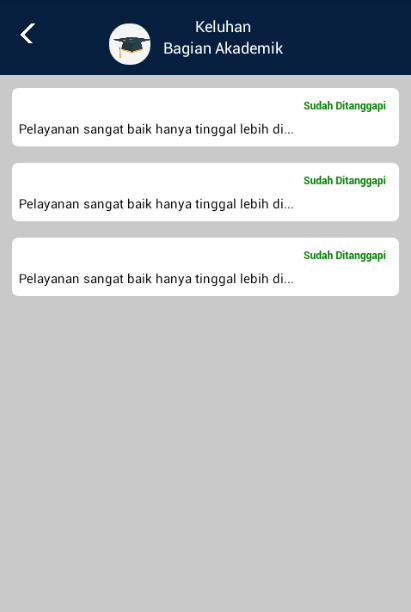 Keluhan
Bagian Akademik
Sudah Ditanggapi
Pelayanan sangat baik hanya tinggal lebih di...
Sudah Ditanggapi
Pelayanan sangat baik hanya tinggal lebih di...
Sudah Ditanggapi
Pelayanan sangat baik hanya tinggal lebih di...